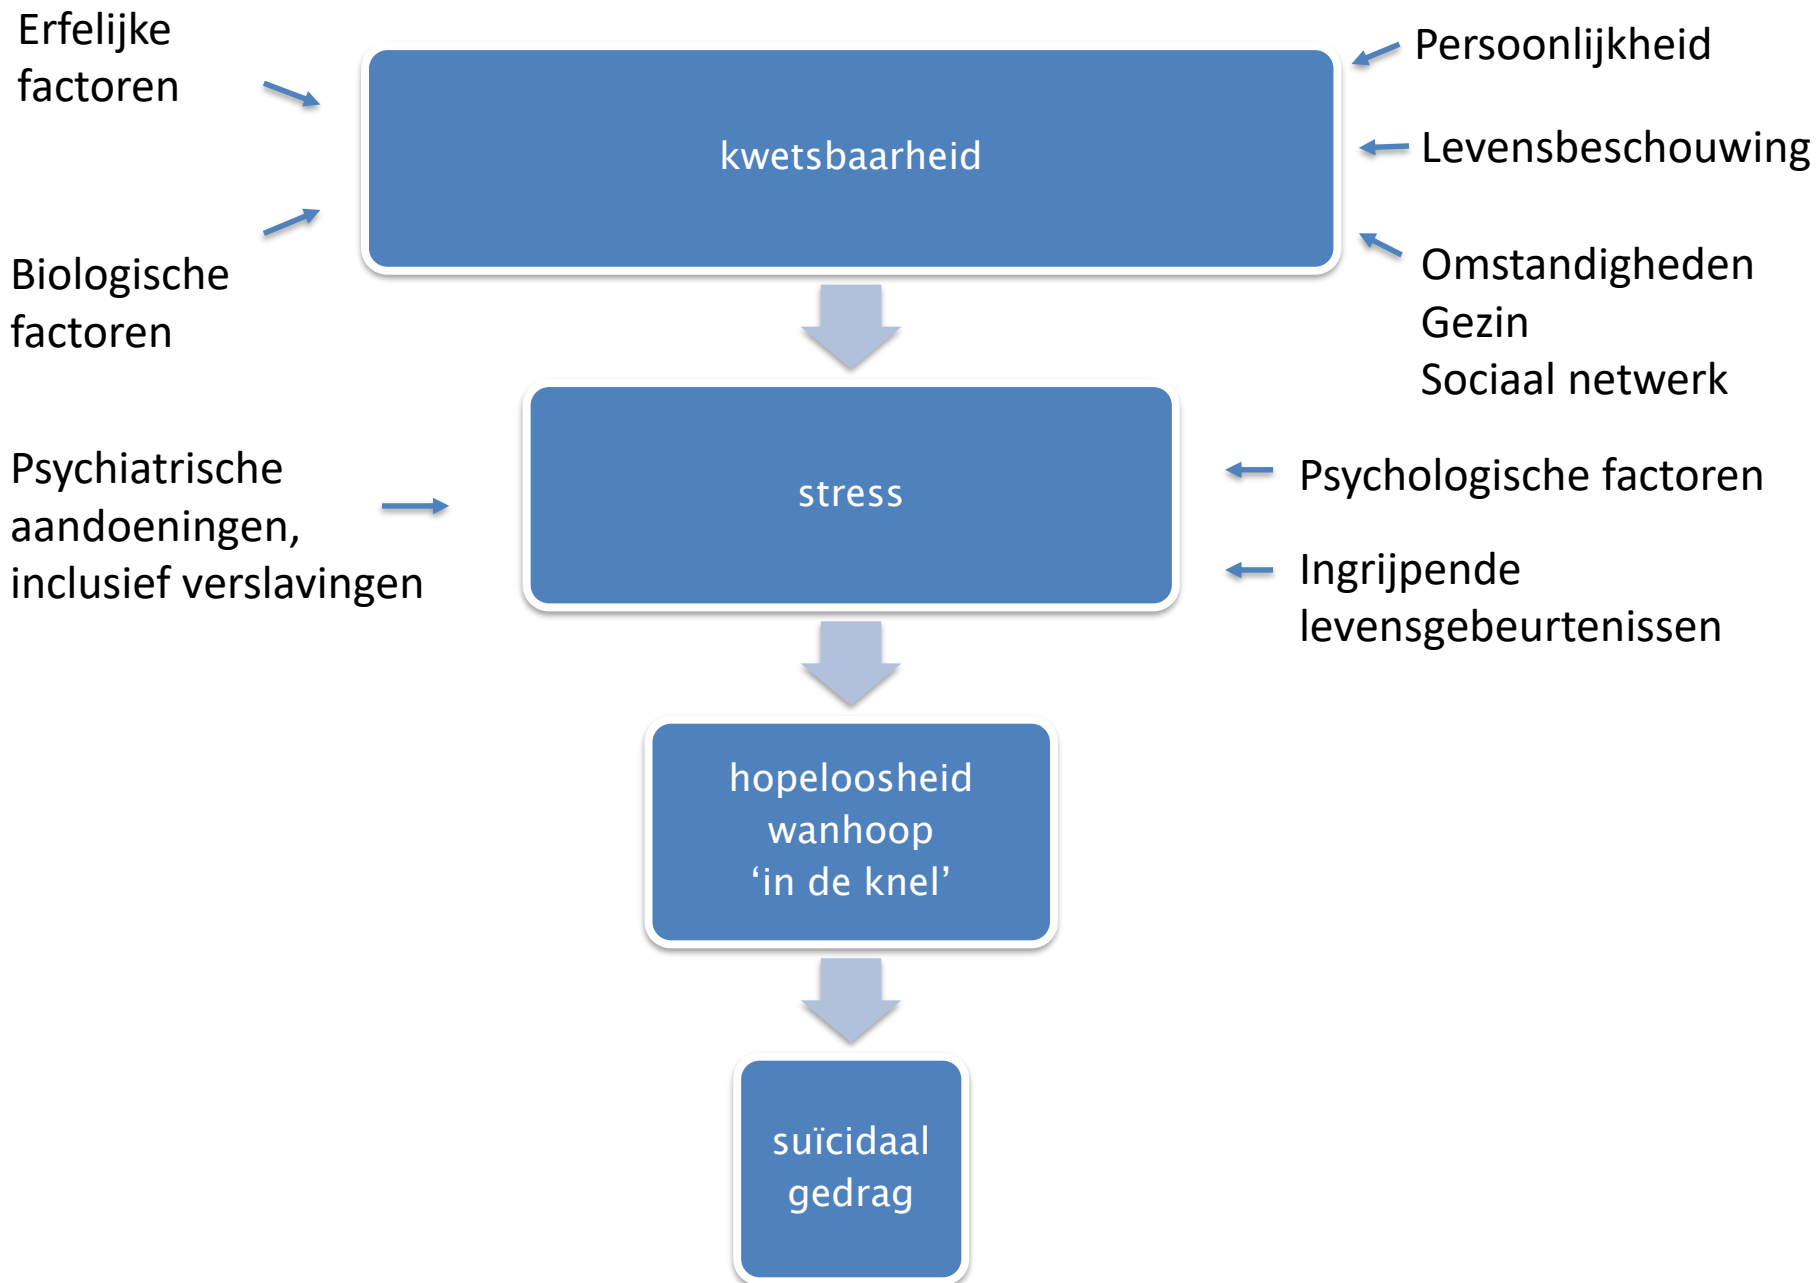 Erfelijke
factoren
Persoonlijkheid
kwetsbaarheid
Levensbeschouwing
Biologische
factoren
Omstandigheden
Gezin
Sociaal netwerk
Psychiatrische
aandoeningen,
inclusief verslavingen
stress
Psychologische factoren
Ingrijpende
levensgebeurtenissen
hopeloosheid
wanhoop
‘in de knel’
suïcidaal
gedrag